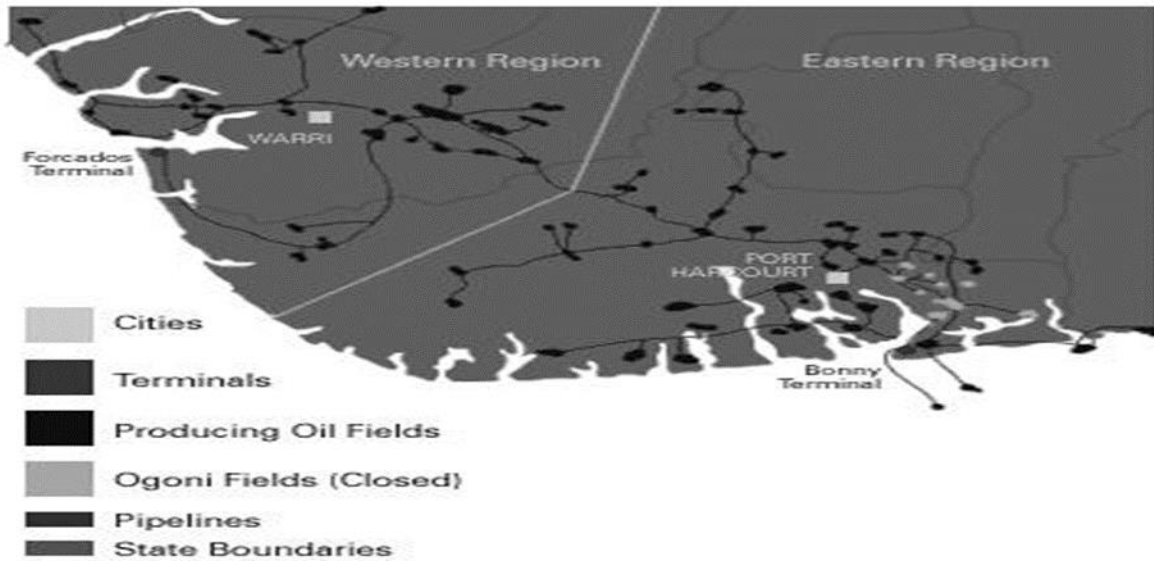 Western Region
Eastern Region
WARRI
Forcados
Terminal
PORT
HARCOURT
Bonny
Terminal
Cities
Terminals
Producing Oil Fields
Ogoni Fields (Closed)
Pipelines
State Boundaries